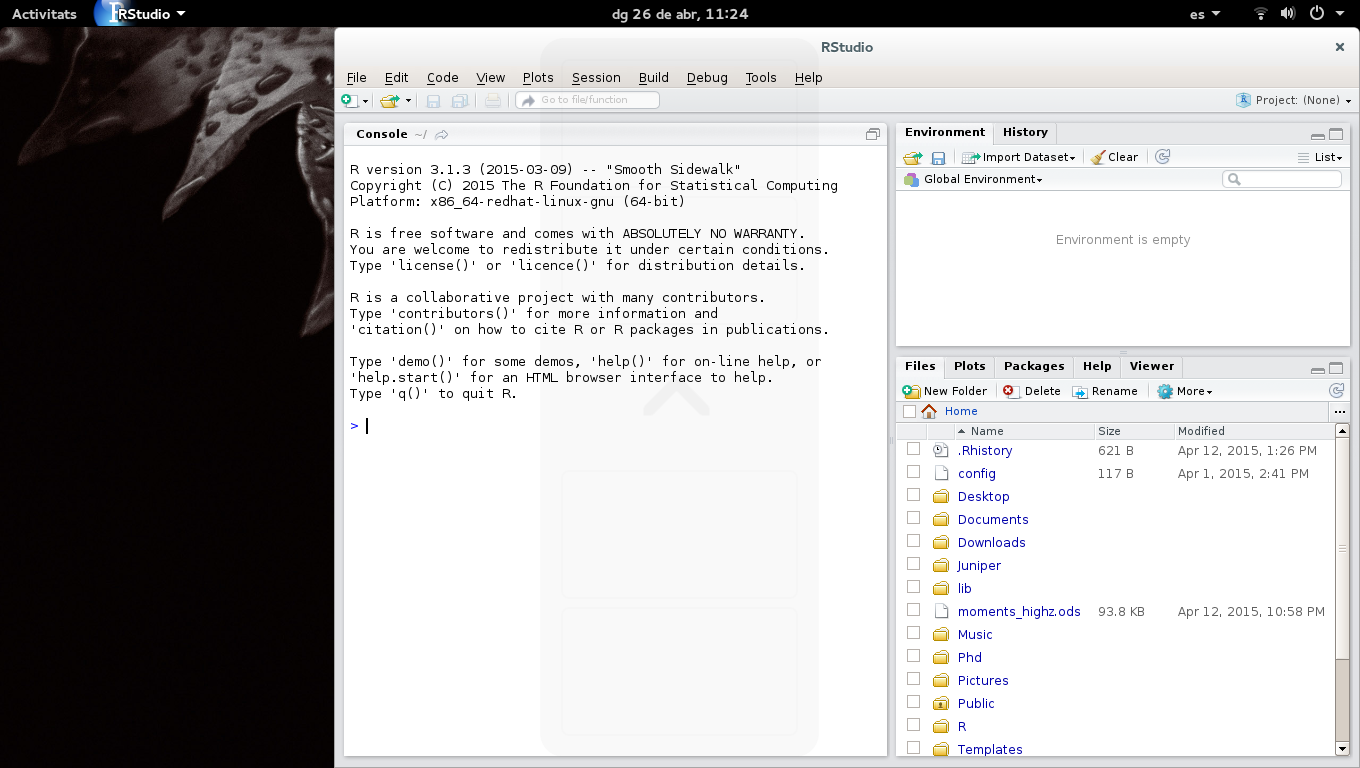 Activitats RStudio dg 26 de abr, 11:24 es
RStudio
File Edit Code View Plots Session Build Debug Tools Help
Go to file/function Project: (None)
Console ~/
R version 3.1.3 (2015-03-09) -- "Smooth Sidewalk"
Copyright (C) 2015 The R Foundation for Statistical Computing
Platform: x86_64-redhat-linux-gnu (64-bit)
R is free software and comes with ABSOLUTELY NO WARRANTY.
You are welcome to redistribute it under certain conditions.
Type 'license()' or 'licence()' for distribution details.
R is a collaborative project with many contributors.
Type 'contributors()' for more information and
'citation()' on how to cite R or R packages in publications.
Type 'demo()' for some demos, 'help()' for on-line help, or
'help.start()' for an HTML browser interface to help.
Type 'q()' to quit R.
>
Environment History
Import Dataset Clear List
Global Environment
Environment is empty
Files Plots Packages Help Viewer
New Folder Delete Rename More
Home ...
Name Size Modified
.Rhistory 621 B Apr 12, 2015, 1:26 PM
config 117 B Apr 1, 2015, 2:41 PM
Desktop
Documents
Downloads
Juniper
lib
moments_highz.ods 93.8 KB Apr 12, 2015, 10:58 PM
Music
Phd
Pictures
Public
R
Templates